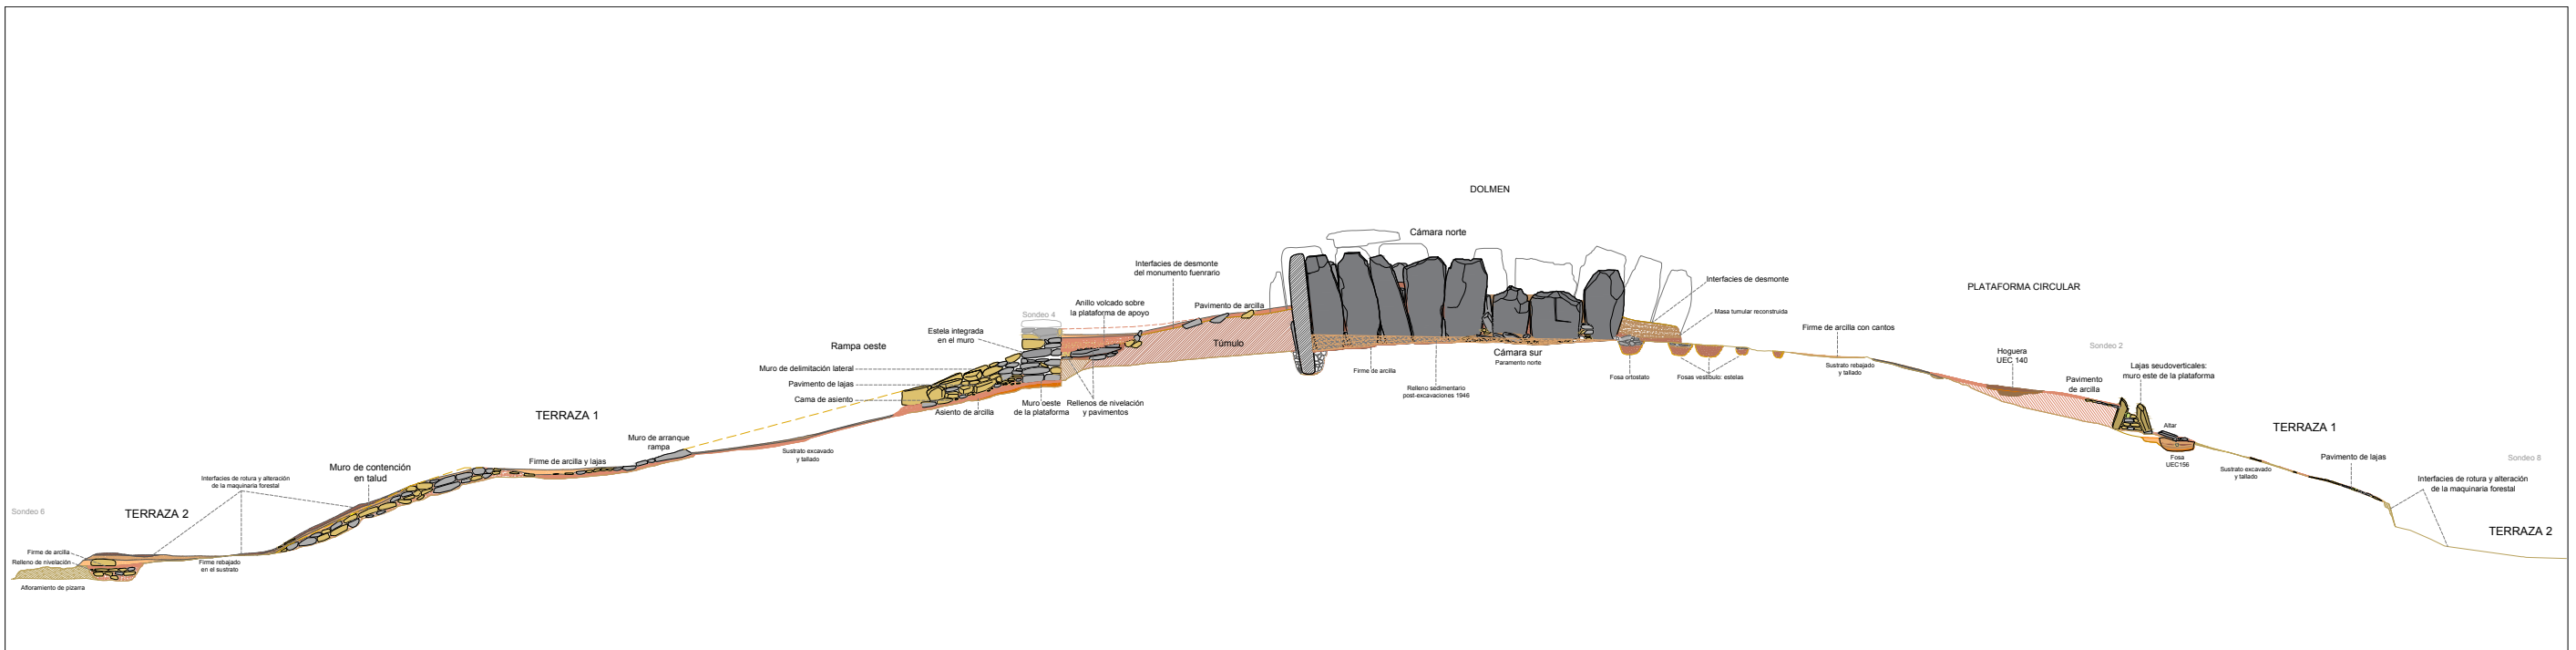 DOLMEN
Cámara norte
Interfacies de desmonte
del monumento fuenrario
Interfacies de desmonte
PLATAFORMA CIRCULAR
Anillo volcado sobre
la plataforma de apoyo
Pavimento de arcilla
Masa tumular reconstruida
Sondeo 4
Estela integrada
en el muro
Firme de arcilla con cantos
Rampa oeste
Túmulo
Cámara sur
Paramento norte
Hoguera
UEC 140
Sondeo 2
Muro de delimitación lateral
Lajas seudoverticales:
muro este de la plataforma
Firme de arcilla
Fosa ortostato
Fosas vestíbulo: estelas
Sustrato rebajado
y tallado
Pavimento de lajas
Pavimento
de arcilla
Relleno sedimentario
post-excavaciones 1946
Cama de asiento
Asiento de arcilla
Muro oeste
de la plataforma
Rellenos de nivelación
y pavimentos
TERRAZA 1
Altar
TERRAZA 1
Muro de arranque
rampa
Sustrato excavado
y tallado
Fosa
UEC156
Firme de arcilla y lajas
Muro de contención
en talud
Sustrato excavado
y tallado
Pavimento de lajas
Sondeo 8
Interfacies de rotura y alteración
de la maquinaria forestal
Interfacies de rotura y alteración
de la maquinaria forestal
Sondeo 6
TERRAZA 2
TERRAZA 2
Firme de arcilla
Relleno de nivelación
Firme rebajado
en el sustrato
Afloramiento de pizarra